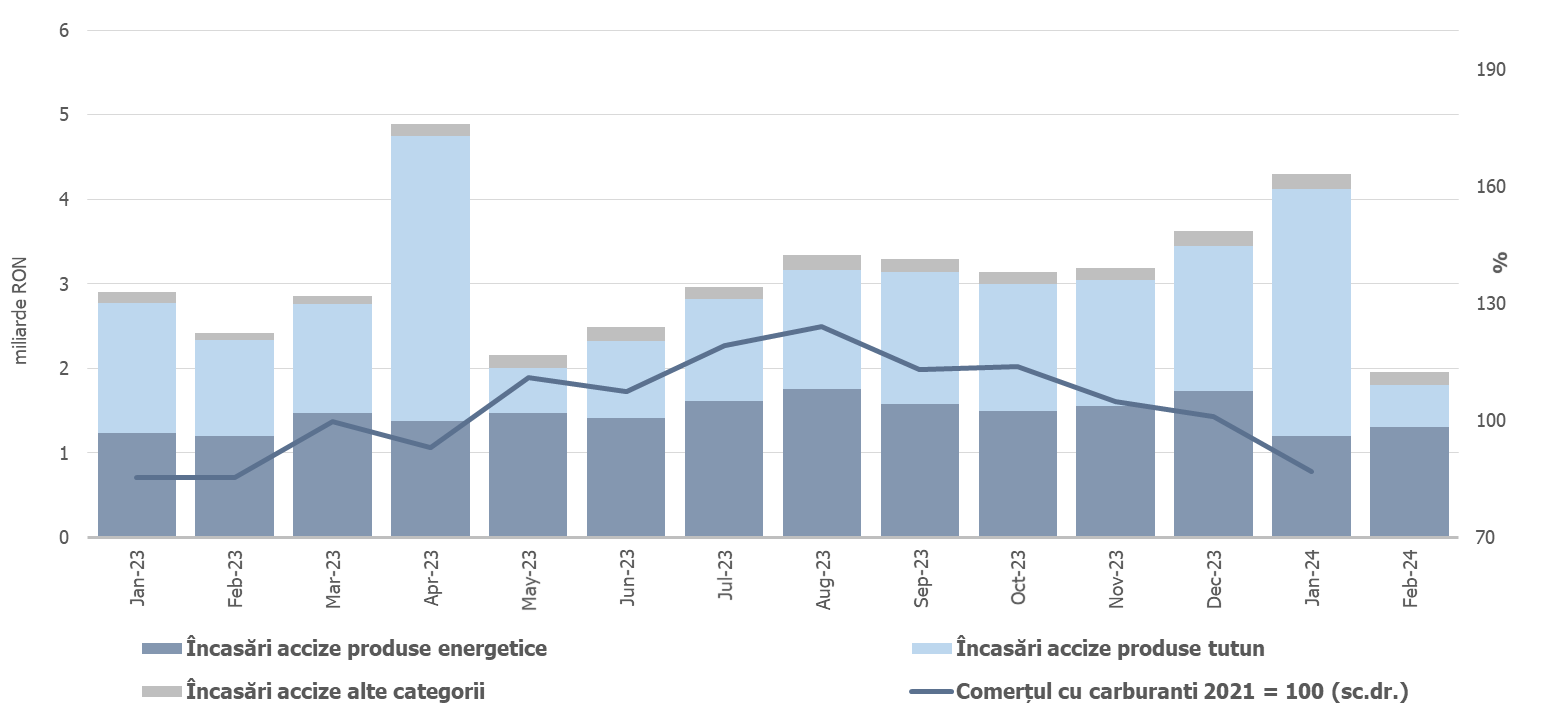 6
5
4
3
2
1
0
miliarde RON
190
160
130
100
70
%
Jan-23
Feb-23
Mar-23
Apr-23
May-23
Jun-23
Jul-23
Aug-23
Sep-23
Oct-23
Nov-23
Dec-23
Jan-24
Feb-24
Încasări accize produse energetice
Încasări accize produse tutun
Încasări accize alte categorii
Comerțul cu carburanti 2021 = 100 (sc.dr.)